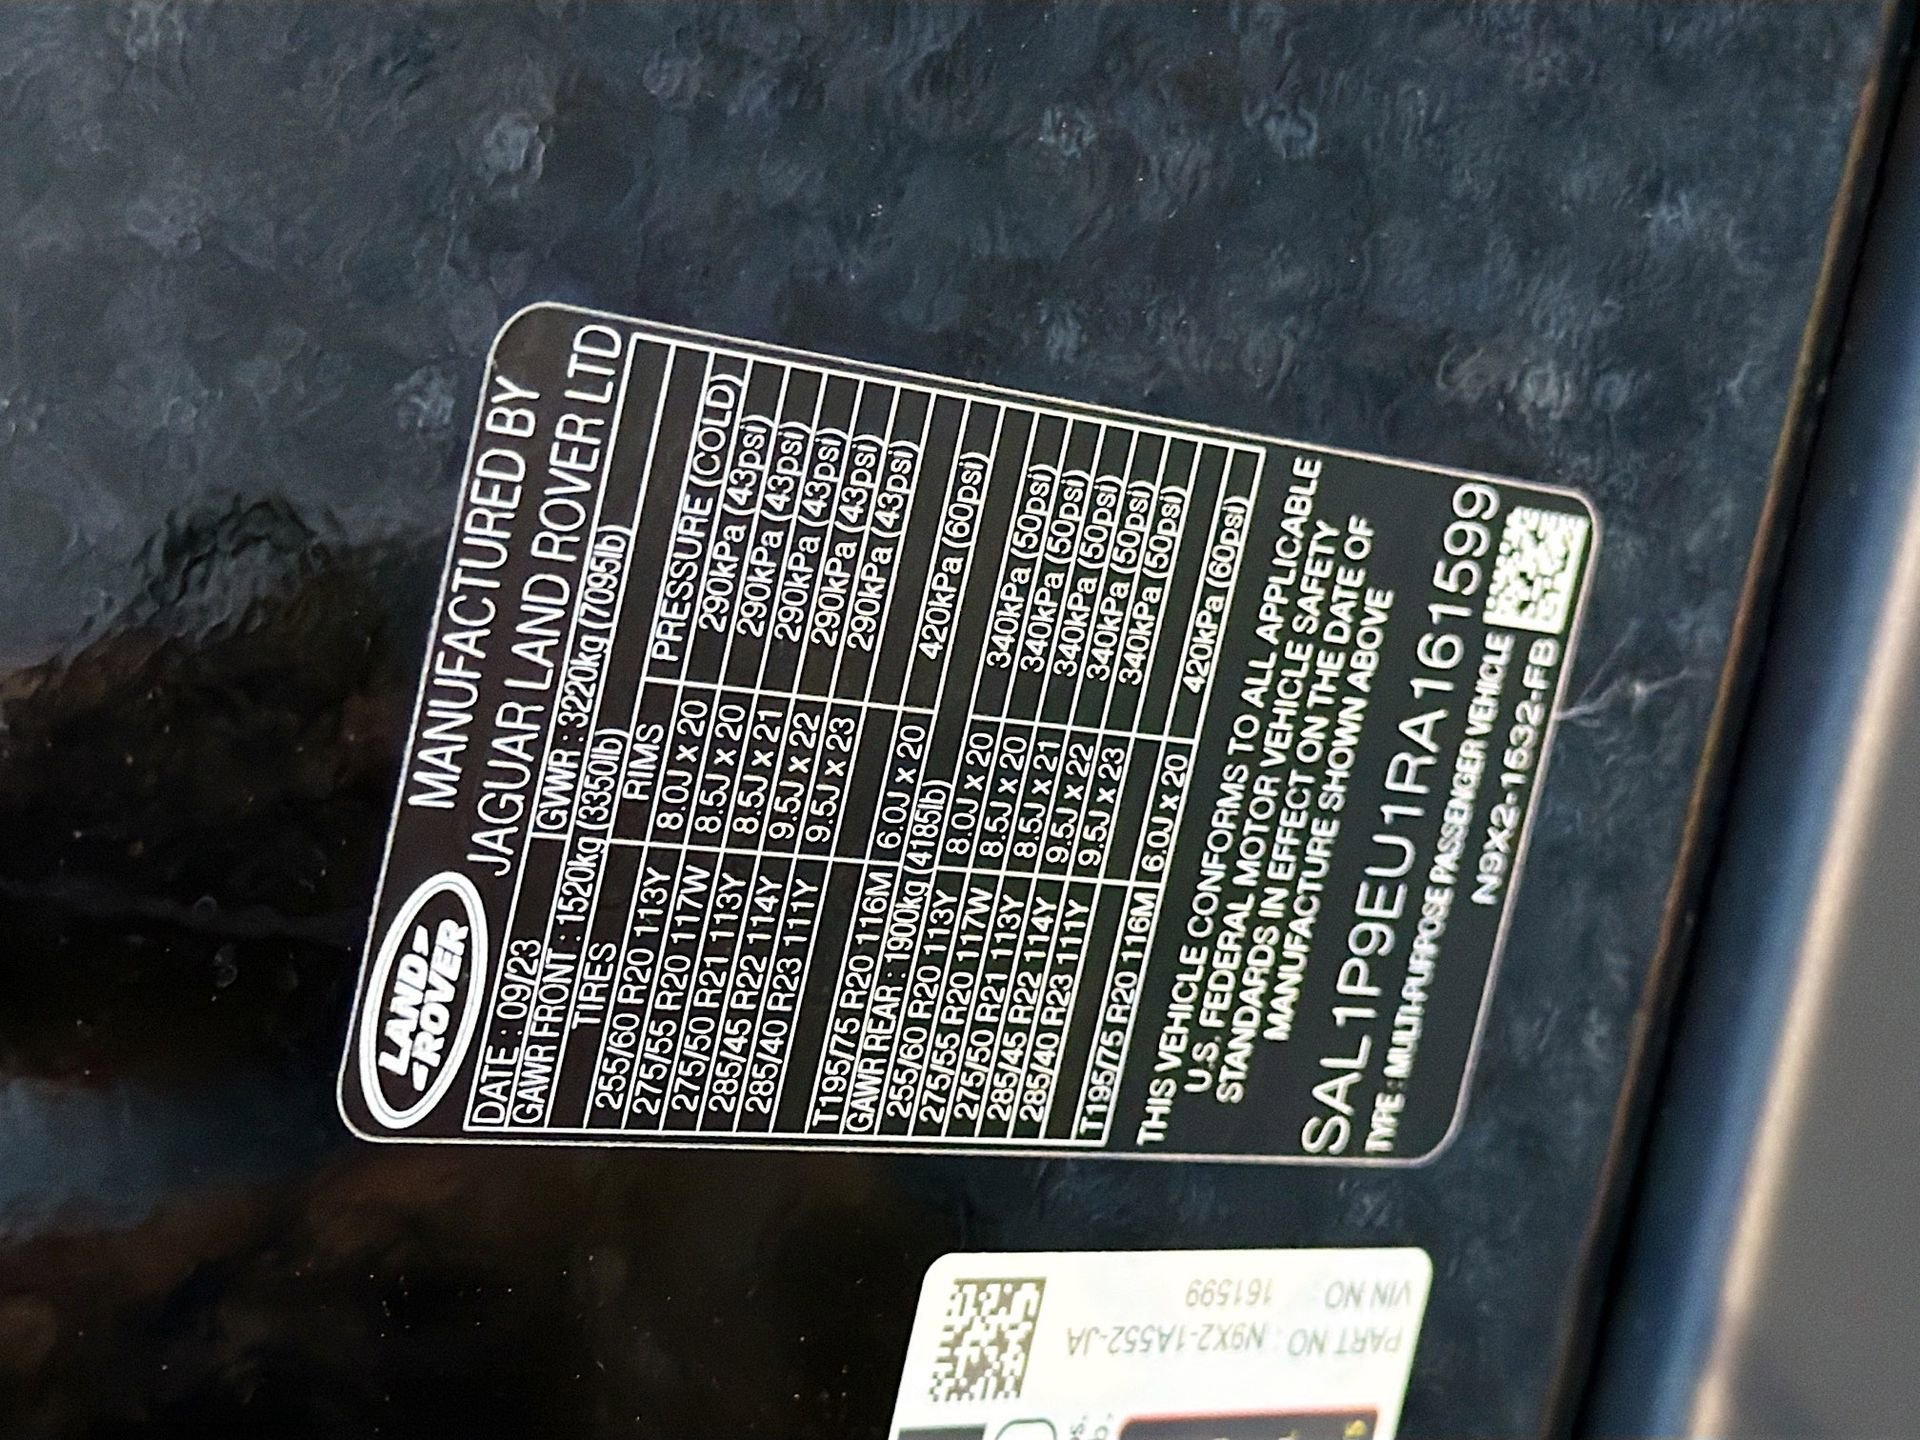 LAND ROVER
MANUFACTURED BY
JAGUAR LAND ROVER LTD
DATE : 09/23 GWWR : 3220kg (7095lb)
GAWR FRONT : 1520kg (3350lb)
TIRES RIMS PRESSURE (COLD)
255/60 R20 113Y 8.0J x 20 290kPa (43psi)
275/55 R20 117W 8.5J x 20 290kPa (43psi)
275/50 R21 113Y 8.5J x 21 290kPa (43psi)
285/45 R22 114Y 9.5J x 22 290kPa (43psi)
285/40 R23 111Y 9.5J x 23 290kPa (43psi)
T195/75 R20 116M 6.0J x 20 420kPa (60psi)
GAWR REAR : 1900kg (4185lb)
255/60 R20 113Y 8.0J x 20 340kPa (50psi)
275/55 R20 117W 8.5J x 20 340kPa (50psi)
275/50 R21 113Y 8.5J x 21 340kPa (50psi)
285/45 R22 114Y 9.5J x 22 340kPa (50psi)
285/40 R23 111Y 9.5J x 23 340kPa (50psi)
T195/75 R20 116M 6.0J x 20 420kPa (60psi)
THIS VEHICLE CONFORMS TO ALL APPLICABLE
U.S. FEDERAL MOTOR VEHICLE SAFETY
STANDARDS IN EFFECT ON THE DATE OF
MANUFACTURE SHOWN ABOVE
SAL1P9EU1RA161599
TYPE : MULTI-PURPOSE PASSENGER VEHICLE
N9X2-1532-FB
VIN NO : 161599
PART NO : N9X2-1A552-JA